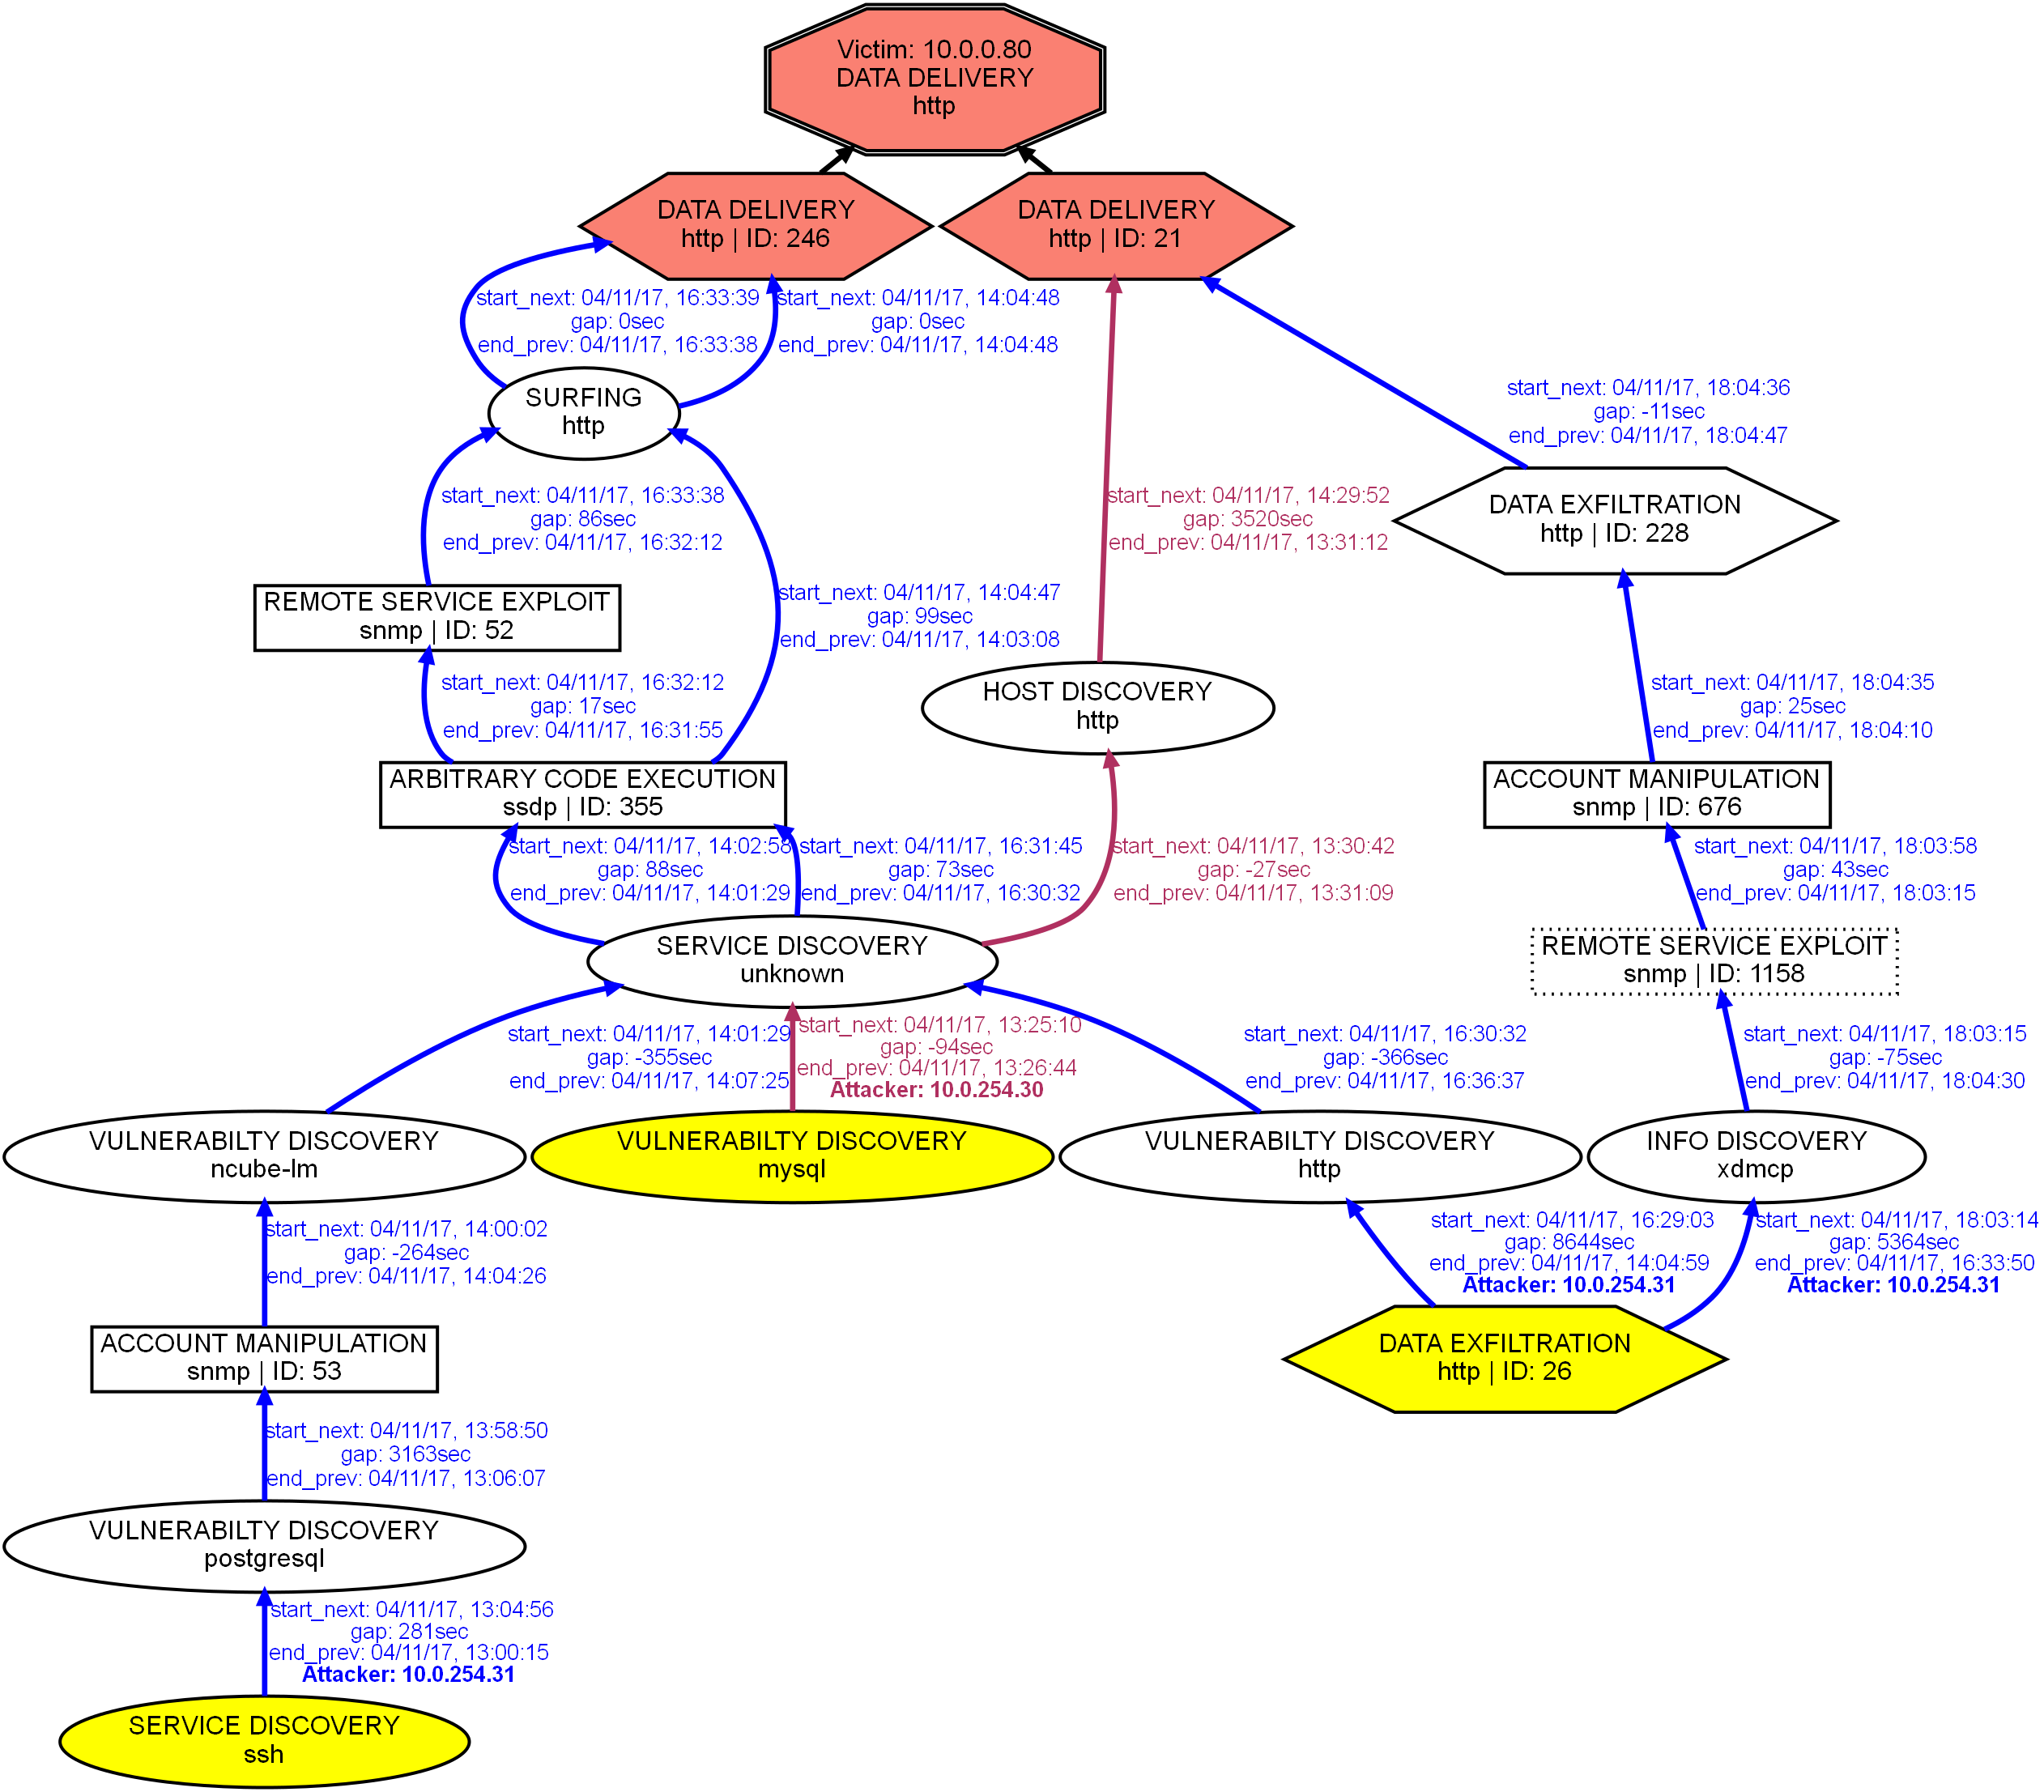 Victim: 10.0.0.80
DATA DELIVERY
http
DATA DELIVERY
http | ID: 246
DATA DELIVERY
http | ID: 21
start_next: 04/11/17, 16:33:39
gap: 0sec
end_prev: 04/11/17, 16:33:38
start_next: 04/11/17, 14:04:48
gap: 0sec
end_prev: 04/11/17, 14:04:48
SURFING
http
start_next: 04/11/17, 18:04:36
gap: -11sec
end_prev: 04/11/17, 18:04:47
start_next: 04/11/17, 16:33:38
gap: 86sec
end_prev: 04/11/17, 16:32:12
start_next: 04/11/17, 14:29:52
gap: 3520sec
end_prev: 04/11/17, 13:31:12
DATA EXFILTRATION
http | ID: 228
REMOTE SERVICE EXPLOIT
snmp | ID: 52
start_next: 04/11/17, 14:04:47
gap: 99sec
end_prev: 04/11/17, 14:03:08
start_next: 04/11/17, 16:32:12
gap: 17sec
end_prev: 04/11/17, 16:31:55
HOST DISCOVERY
http
start_next: 04/11/17, 18:04:35
gap: 25sec
end_prev: 04/11/17, 18:04:10
ARBITRARY CODE EXECUTION
ssdp | ID: 355
ACCOUNT MANIPULATION
snmp | ID: 676
start_next: 04/11/17, 14:02:58
gap: 88sec
end_prev: 04/11/17, 14:01:29
start_next: 04/11/17, 16:31:45
gap: 73sec
end_prev: 04/11/17, 16:30:32
start_next: 04/11/17, 13:30:42
gap: -27sec
end_prev: 04/11/17, 13:31:09
start_next: 04/11/17, 18:03:58
gap: 43sec
end_prev: 04/11/17, 18:03:15
SERVICE DISCOVERY
unknown
REMOTE SERVICE EXPLOIT
snmp | ID: 1158
start_next: 04/11/17, 14:01:29
gap: -355sec
end_prev: 04/11/17, 14:07:25
start_next: 04/11/17, 13:25:10
gap: -94sec
end_prev: 04/11/17, 13:26:44
Attacker: 10.0.254.30
start_next: 04/11/17, 16:30:32
gap: -366sec
end_prev: 04/11/17, 16:36:37
start_next: 04/11/17, 18:03:15
gap: -75sec
end_prev: 04/11/17, 18:04:30
VULNERABILTY DISCOVERY
ncube-lm
VULNERABILTY DISCOVERY
mysql
VULNERABILTY DISCOVERY
http
INFO DISCOVERY
xdmcp
start_next: 04/11/17, 14:00:02
gap: -264sec
end_prev: 04/11/17, 14:04:26
start_next: 04/11/17, 16:29:03
gap: 8644sec
end_prev: 04/11/17, 14:04:59
Attacker: 10.0.254.31
start_next: 04/11/17, 18:03:14
gap: 5364sec
end_prev: 04/11/17, 16:33:50
Attacker: 10.0.254.31
ACCOUNT MANIPULATION
snmp | ID: 53
DATA EXFILTRATION
http | ID: 26
start_next: 04/11/17, 13:58:50
gap: 3163sec
end_prev: 04/11/17, 13:06:07
VULNERABILTY DISCOVERY
postgresql
start_next: 04/11/17, 13:04:56
gap: 281sec
end_prev: 04/11/17, 13:00:15
Attacker: 10.0.254.31
SERVICE DISCOVERY
ssh